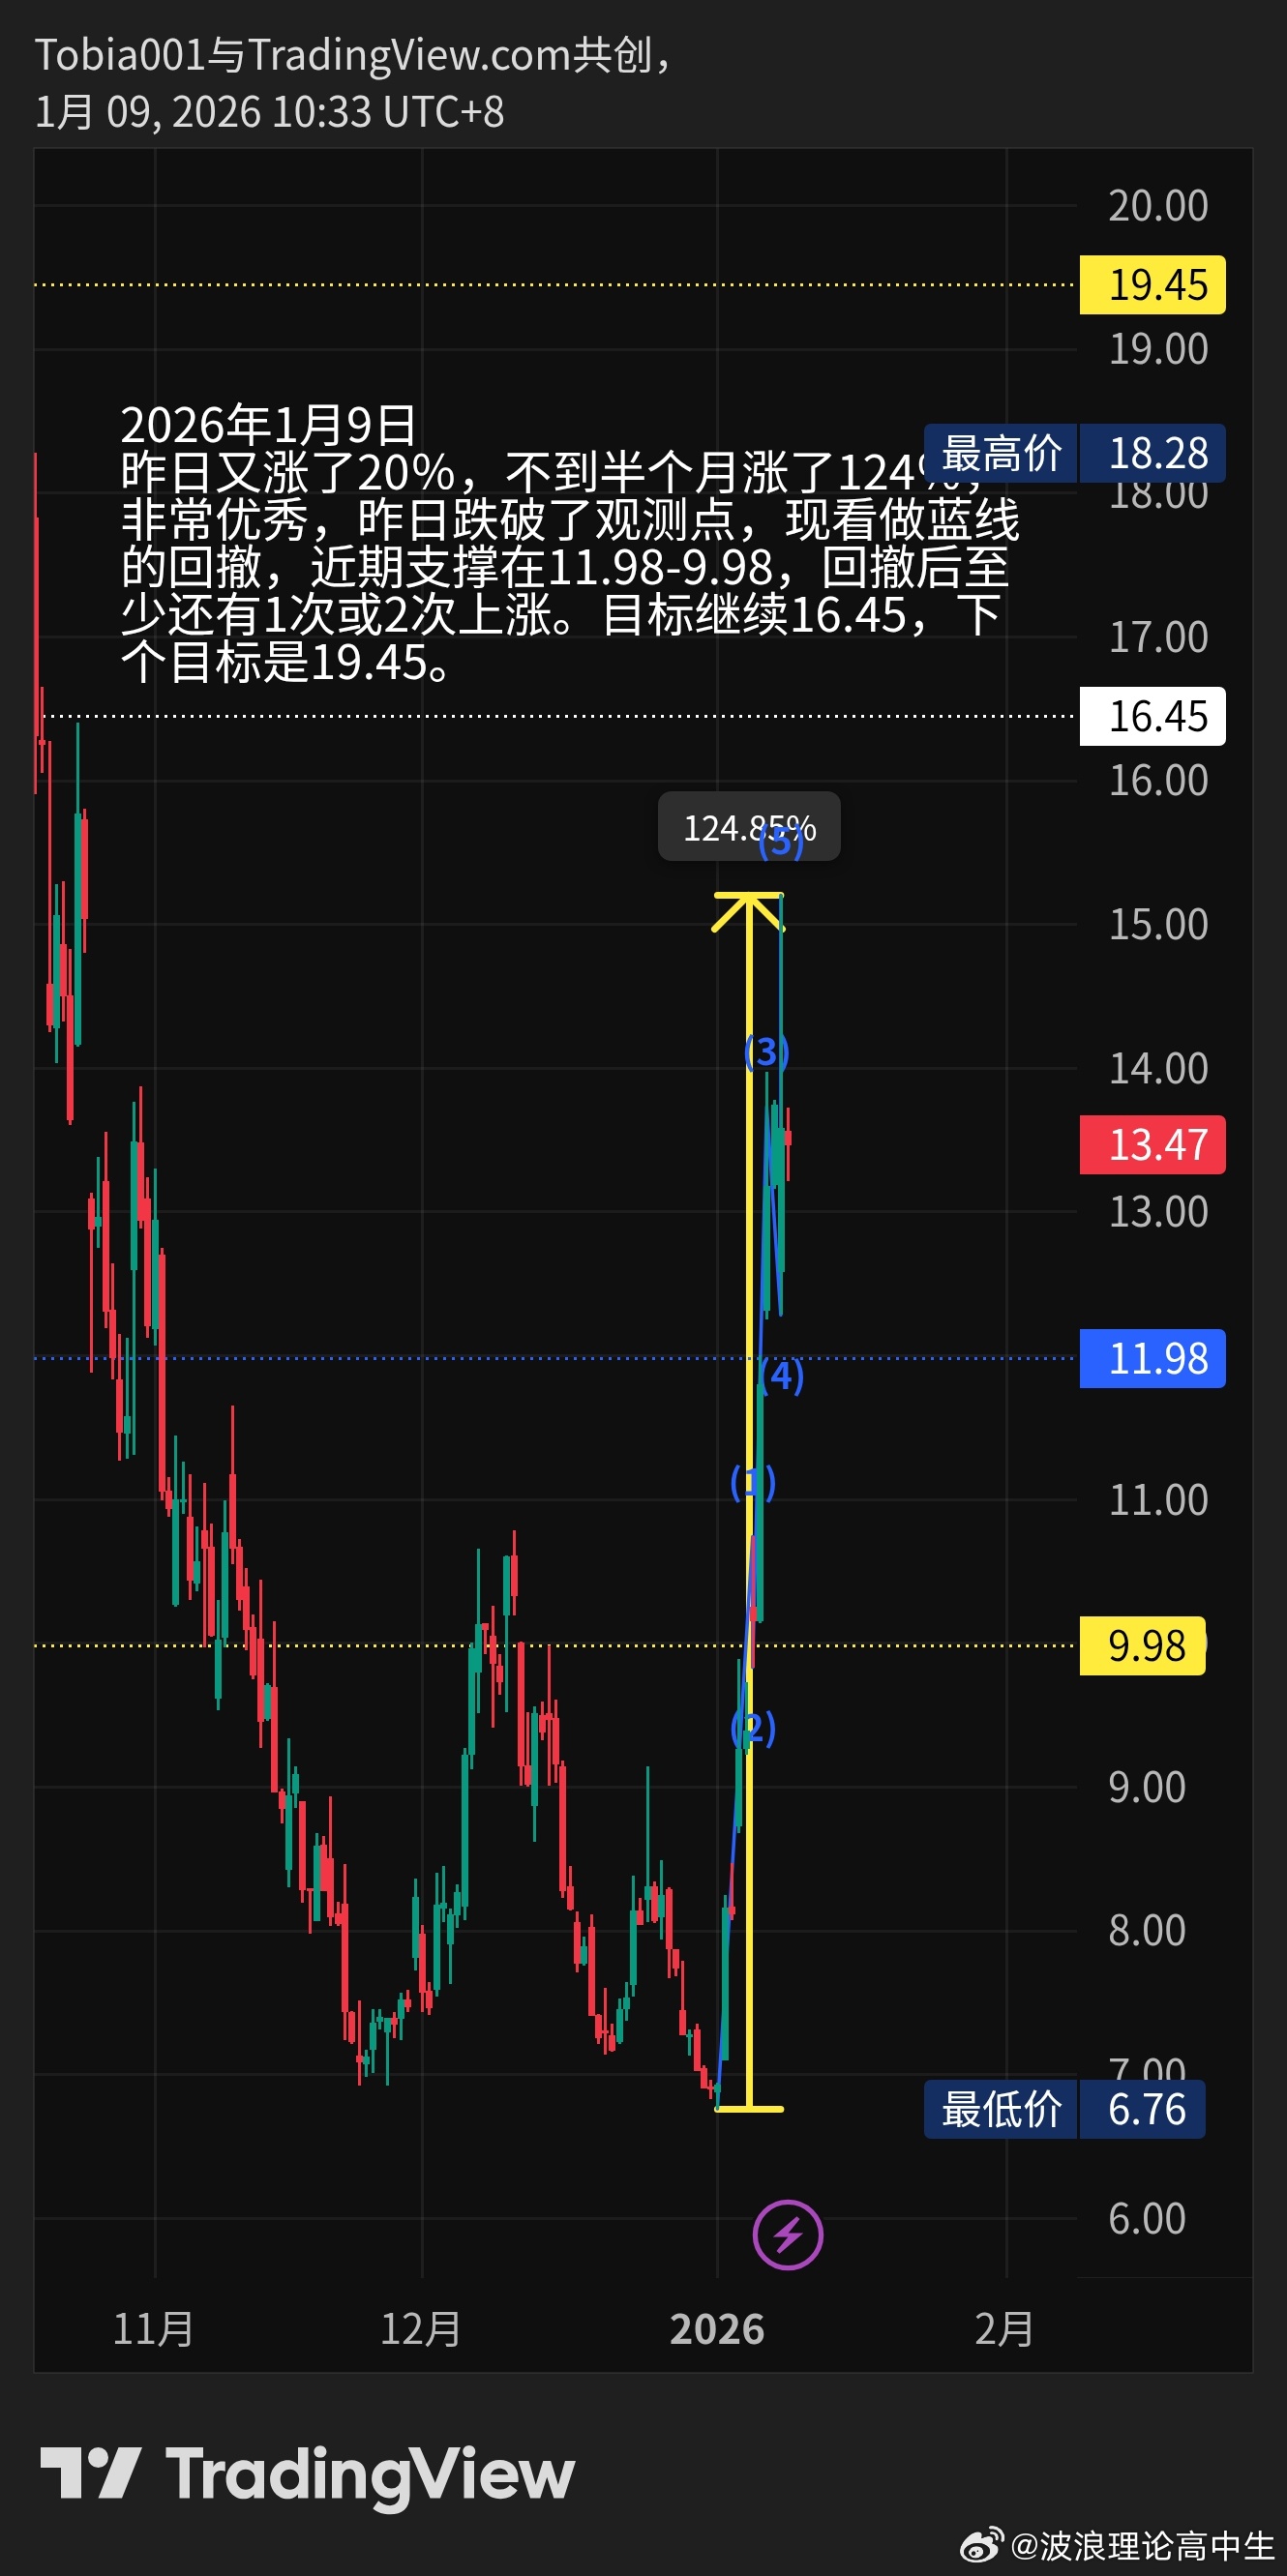 Tobia001与TradingView.com共创，
1月 09, 2026 10:33 UTC+8
20.00
19.45
19.00
2026年1月9日
昨日又涨了20%，不到半个月涨了124%，
最高价 18.28
18.00
非常优秀，昨日跌破了观测点，现看做蓝线
的回撤，近期支撑在11.98-9.98，回撤后至
少还有1次或2次上涨。目标继续16.45，下
个目标是19.45。
17.00
16.45
16.00
124.85%
(5)
15.00
(3)
14.00
13.47
13.00
11.98
(4)
(1)
11.00
9.98
(2)
9.00
8.00
7.00
最低价 6.76
6.00
11月 12月 2026 2月
TradingView
@波浪理论高中生